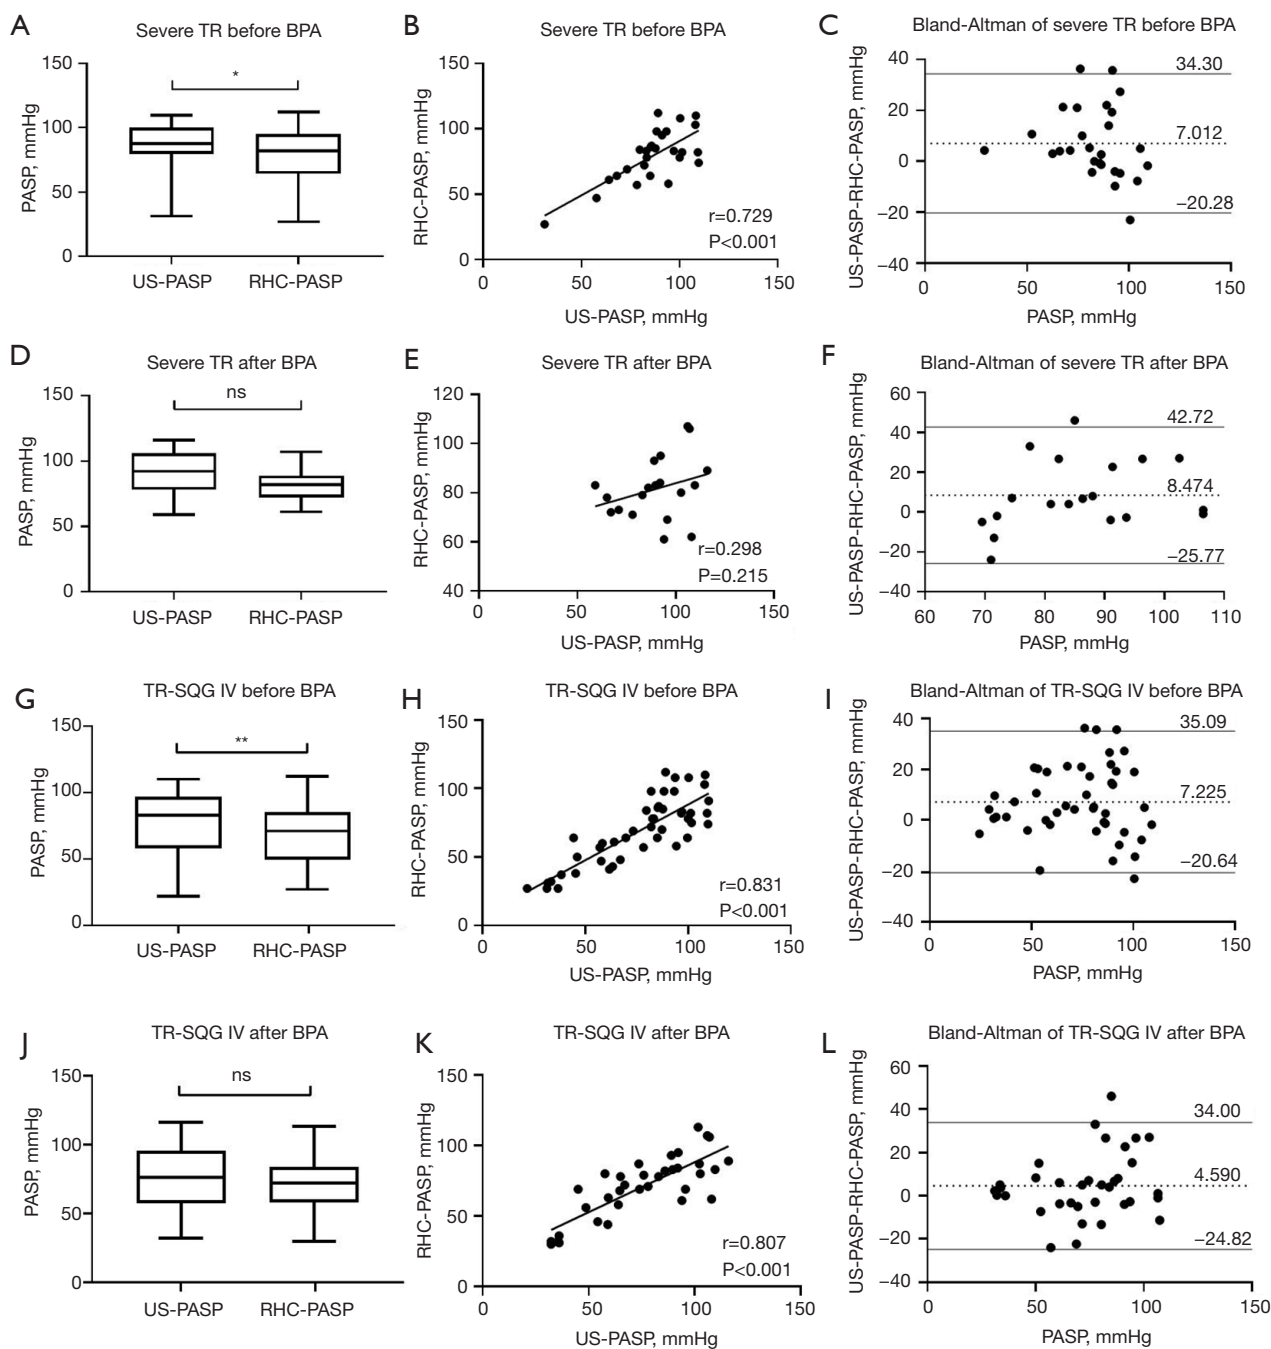 A
Severe TR before BPA
PASP, mmHg
150
100
50
0
*
US-PASP
RHC-PASP
B
Severe TR before BPA
RHC-PASP, mmHg
150
100
50
0
r=0.729
P<0.001
0
50
100
150
US-PASP, mmHg
C
Bland-Altman of severe TR before BPA
US-PASP-RHC-PASP, mmHg
40
20
0
−20
−40
34.30
7.012
−20.28
0
50
100
150
PASP, mmHg
D
Severe TR after BPA
PASP, mmHg
150
100
50
0
ns
US-PASP
RHC-PASP
E
Severe TR after BPA
RHC-PASP, mmHg
120
100
80
60
40
r=0.298
P=0.215
0
50
100
150
US-PASP, mmHg
F
Bland-Altman of severe TR after BPA
US-PASP-RHC-PASP, mmHg
60
40
20
0
−20
−40
42.72
8.474
−25.77
60
70
80
90
100
110
PASP, mmHg
G
TR-SQG IV before BPA
PASP, mmHg
150
100
50
0
**
US-PASP
RHC-PASP
H
TR-SQG IV before BPA
RHC-PASP, mmHg
150
100
50
0
r=0.831
P<0.001
0
50
100
150
US-PASP, mmHg
I
Bland-Altman of TR-SQG IV before BPA
US-PASP-RHC-PASP, mmHg
40
20
0
−20
−40
35.09
7.225
−20.64
0
50
100
150
PASP, mmHg
J
TR-SQG IV after BPA
PASP, mmHg
150
100
50
0
ns
US-PASP
RHC-PASP
K
TR-SQG IV after BPA
RHC-PASP, mmHg
150
100
50
0
r=0.807
P<0.001
0
50
100
150
US-PASP, mmHg
L
Bland-Altman of TR-SQG IV after BPA
US-PASP-RHC-PASP, mmHg
60
40
20
0
−20
−40
34.00
4.590
−24.82
0
50
100
150
PASP, mmHg